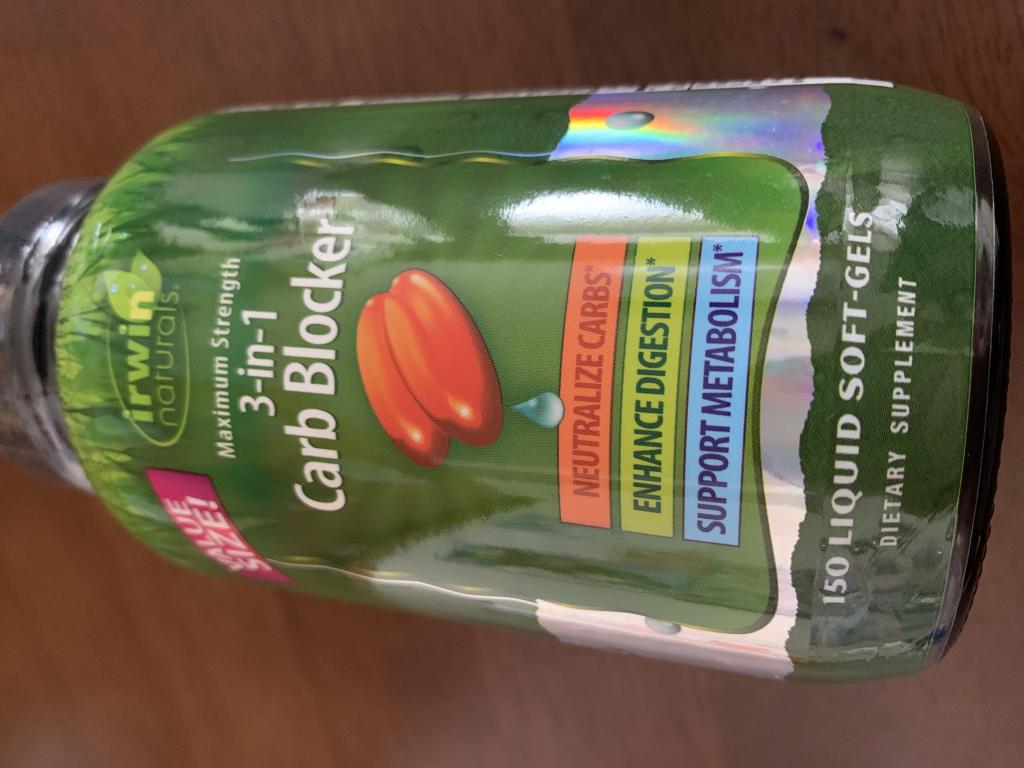 irwin
naturals®
VALUE
SIZE!
Maximum Strength
3-in-1
Carb Blocker
NEUTRALIZE CARBS*
ENHANCE DIGESTION*
SUPPORT METABOLISM*
150 LIQUID SOFT-GELS
DIETARY SUPPLEMENT